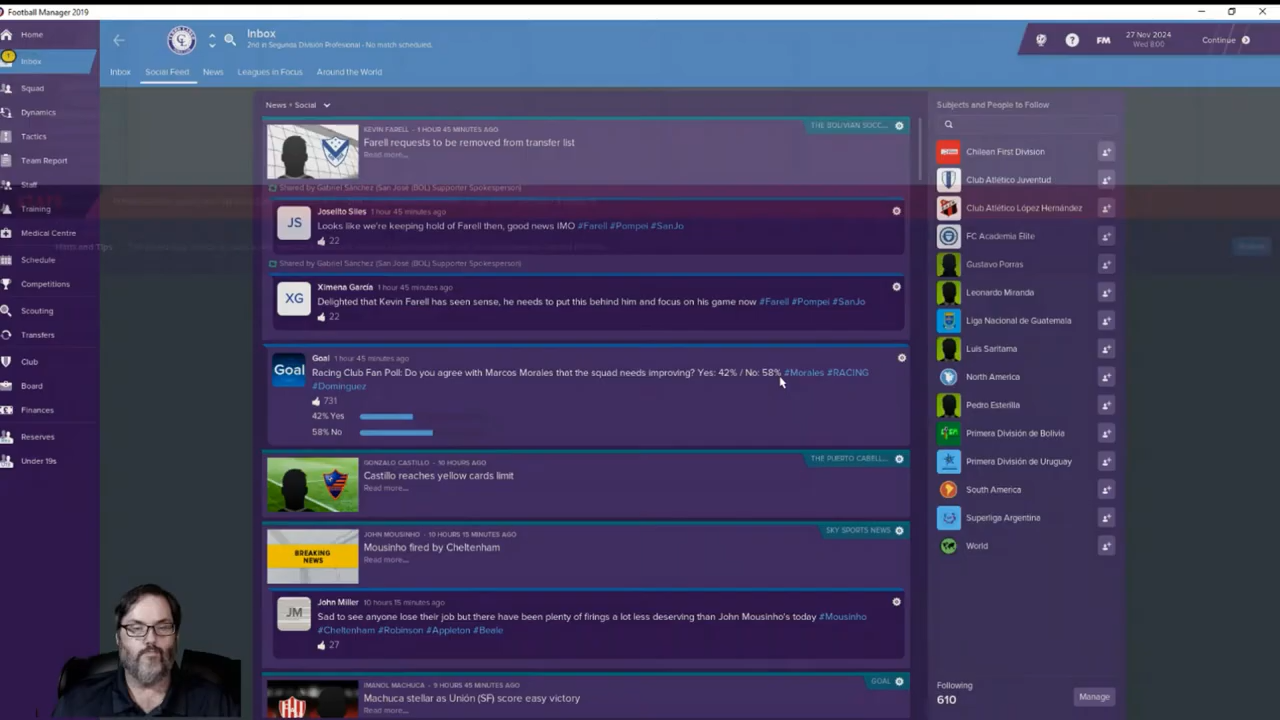 Football Manager 2019
Home
Inbox
Squad
Dynamics
Tactics
Team Report
Staff
Training
Medical Centre
Schedule
Competitions
Scouting
Transfers
Club
Board
Finances
Reserves
Under 19s
Inbox
2nd in Segunda División Profesional - No match scheduled.
FM
27 Nov 2024
Wed 8:00
Continue
Inbox
Social Feed
News
Leagues in Focus
Around the World
News + Social
KEVIN FARELL - 1 HOUR 45 MINUTES AGO
THE BOLIVIAN SOCC...
Farell requests to be removed from transfer list
Read more...
Shared by Gabriel Sánchez (San José (BOL) Supporter Spokesperson)
JS
Joselito Siles 1 hour 45 minutes ago
Looks like we're keeping hold of Farell then, good news IMO #Farell #Pompei #SanJo
22
Shared by Gabriel Sánchez (San José (BOL) Supporter Spokesperson)
XG
Ximena García 1 hour 45 minutes ago
Delighted that Kevin Farell has seen sense, he needs to put this behind him and focus on his game now #Farell #Pompei #SanJo
22
Goal
Goal 1 hour 45 minutes ago
Racing Club Fan Poll: Do you agree with Marcos Morales that the squad needs improving? Yes: 42% / No: 58% #Morales #RACING
#Dominguez
731
42% Yes
58% No
GONZALO CASTILLO - 10 HOURS AGO
THE PUERTO CABELL...
Castillo reaches yellow cards limit
Read more...
BREAKING
NEWS
JOHN MOUSINHO - 10 HOURS 15 MINUTES AGO
SKY SPORTS NEWS
Mousinho fired by Cheltenham
Read more...
JM
John Miller 10 hours 15 minutes ago
Sad to see anyone lose their job but there have been plenty of firings a lot less deserving than John Mousinho's today #Mousinho
#Cheltenham #Robinson #Appleton #Beale
27
IMANOL MACHUCA - 9 HOURS 45 MINUTES AGO
GOAL
Machuca stellar as Unión (SF) score easy victory
Read more...
Subjects and People to Follow
Chilean First Division
Club Atlético Juventud
Club Atlético López Hernández
FC Academia Élite
Gustavo Porras
Leonardo Miranda
Liga Nacional de Guatemala
Luis Saritama
North America
Pedro Esterilla
Primera División de Bolivia
Primera División de Uruguay
South America
Superliga Argentina
World
Following
610
Manage